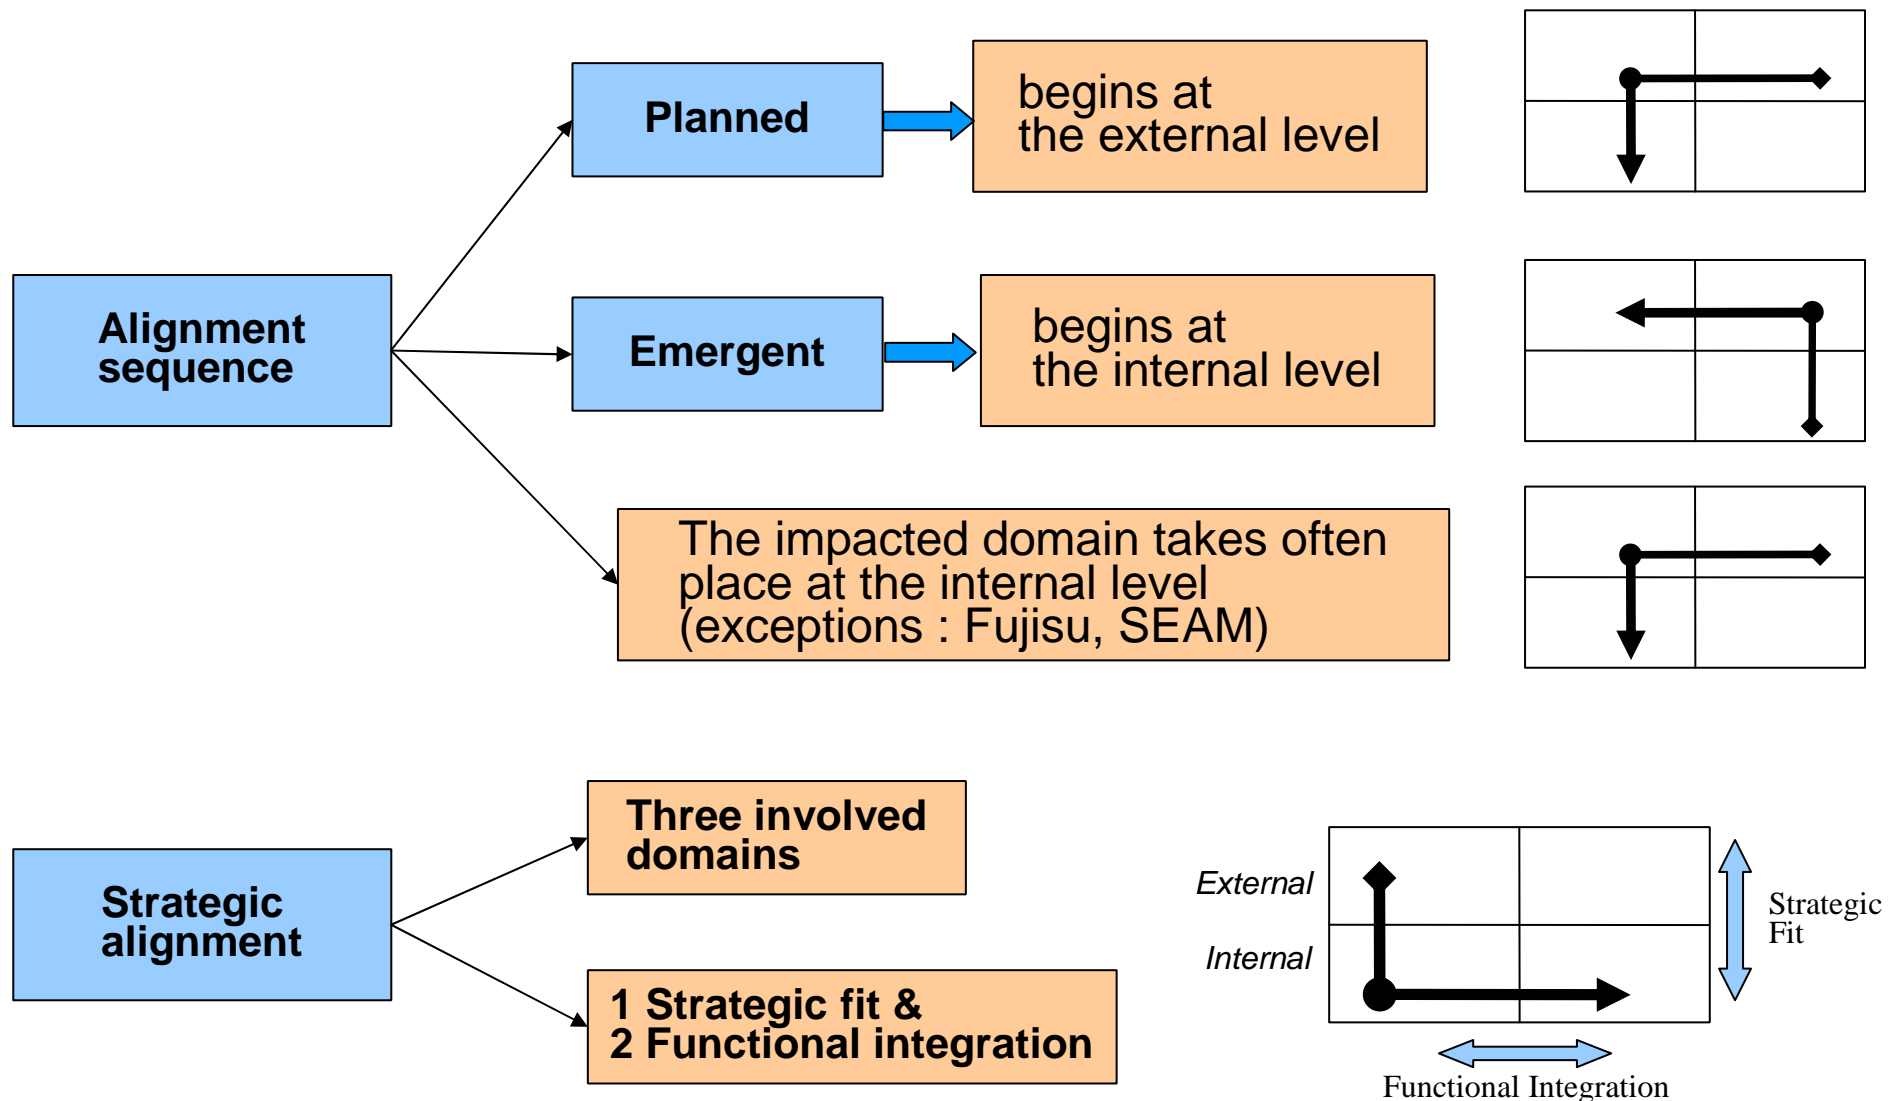 Planned
begins at
the external level
Alignment
sequence
Emergent
begins at
the internal level
The impacted domain takes often
place at the internal level
(exceptions : Fujisu, SEAM)
Strategic
alignment
Three involved
domains
1 Strategic fit &
2 Functional integration
External
Internal
Strategic
Fit
Functional Integration